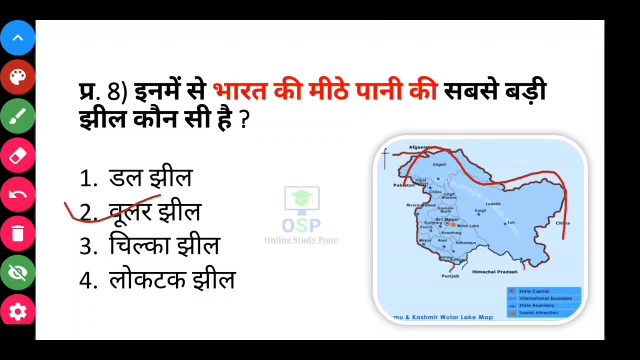 प्र. 8) इनमें से भारत की मीठे पानी की सबसे बड़ी
झील कौन सी है ?
1. डल झील
2. वूलर झील
3. चिल्का झील
4. लोकटक झील
OSP
Online Study Point
Pakistan
China
Himachal Pradesh
Punjab
State Capital
International Boundary
State Boundary
Tourist Attraction
mu & Kashmir Wular Lake Map